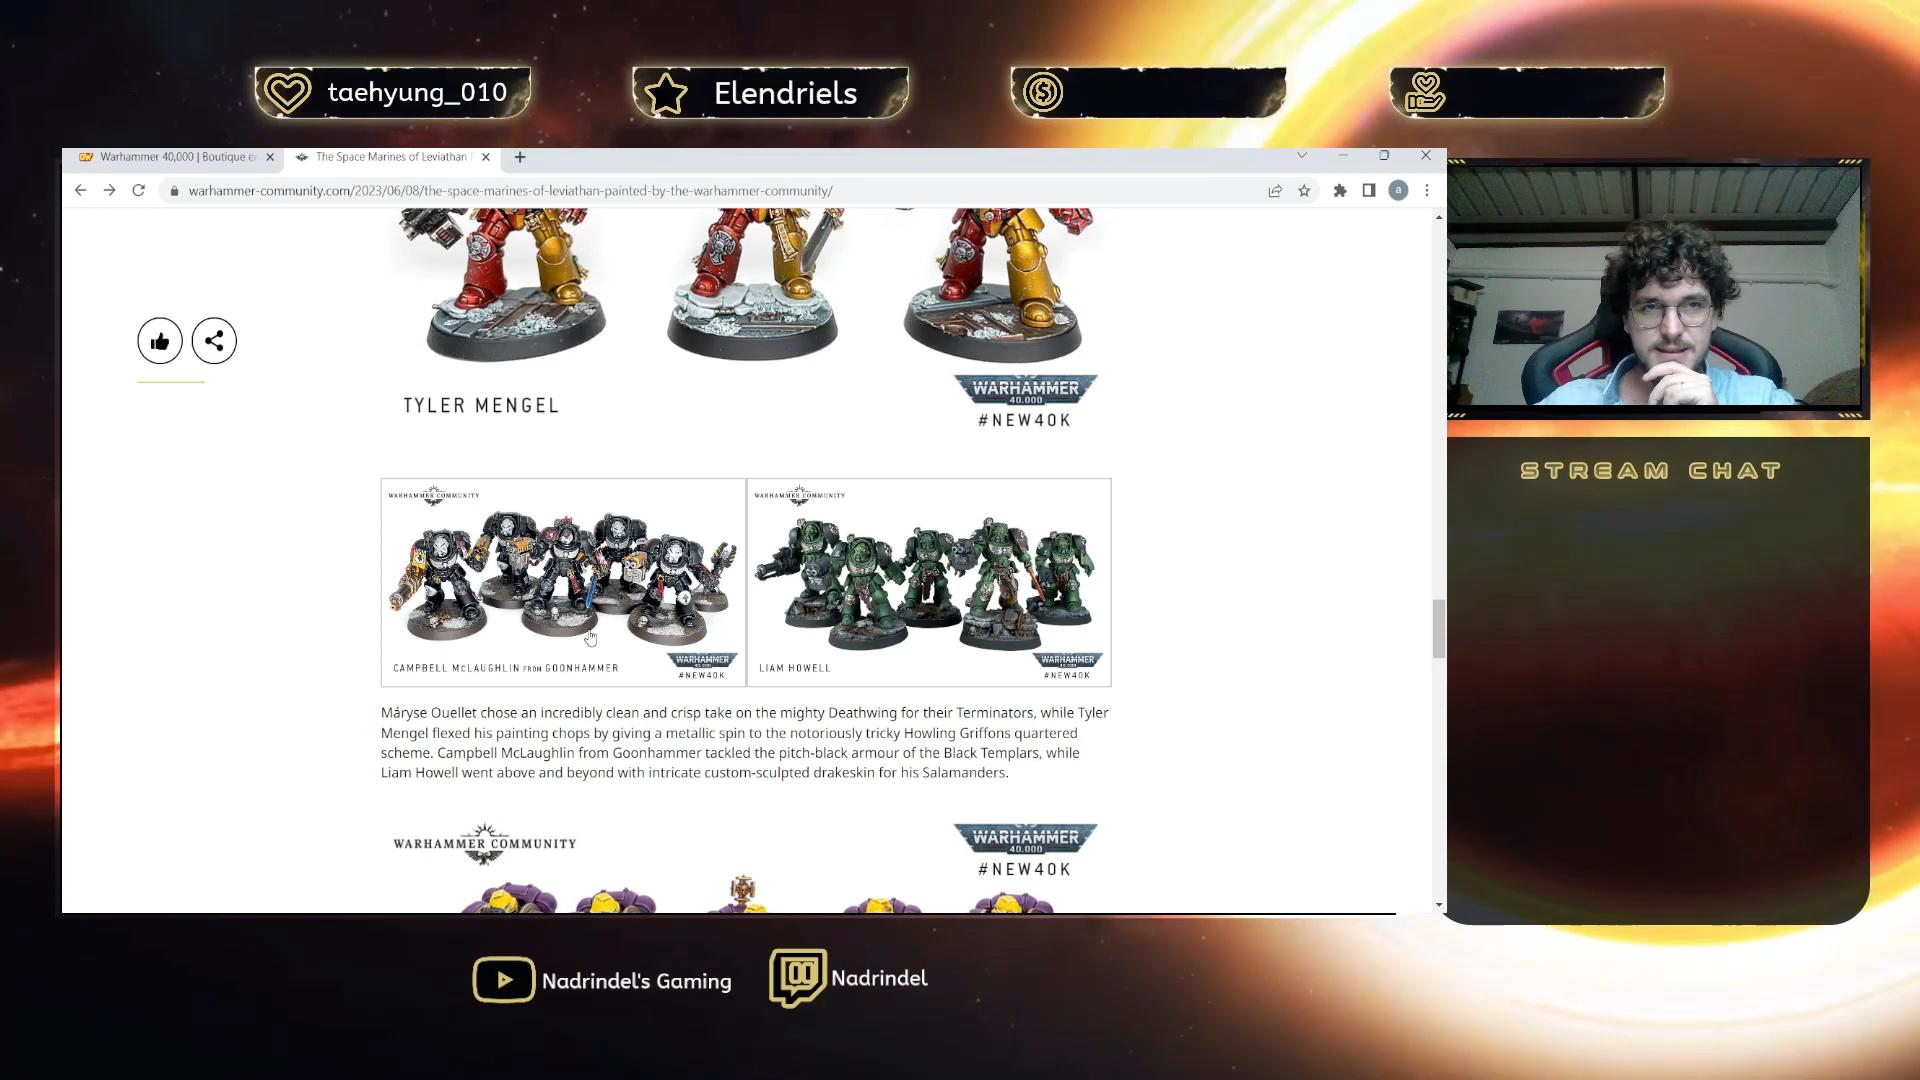 taehyung_010
Elendriels
Warhammer 40,000 | Boutique e
The Space Marines of Leviathan
warhammer-community.com/2023/06/08/the-space-marines-of-leviathan-painted-by-the-warhammer-community/
a
TYLER MENGEL
WARHAMMER
40,000
#NEW40K
STREAM CHAT
WARHAMMER COMMUNITY
WARHAMMER COMMUNITY
CAMPBELL McLAUGHLIN FROM GOONHAMMER
WARHAMMER
40,000
#NEW40K
LIAM HOWELL
WARHAMMER
40,000
#NEW40K
Máryse Ouellet chose an incredibly clean and crisp take on the mighty Deathwing for their Terminators, while Tyler
Mengel flexed his painting chops by giving a metallic spin to the notoriously tricky Howling Griffons quartered
scheme. Campbell McLaughlin from Goonhammer tackled the pitch-black armour of the Black Templars, while
Liam Howell went above and beyond with intricate custom-sculpted drakeskin for his Salamanders.
WARHAMMER COMMUNITY
WARHAMMER
40,000
#NEW40K
Nadrindel's Gaming
Nadrindel